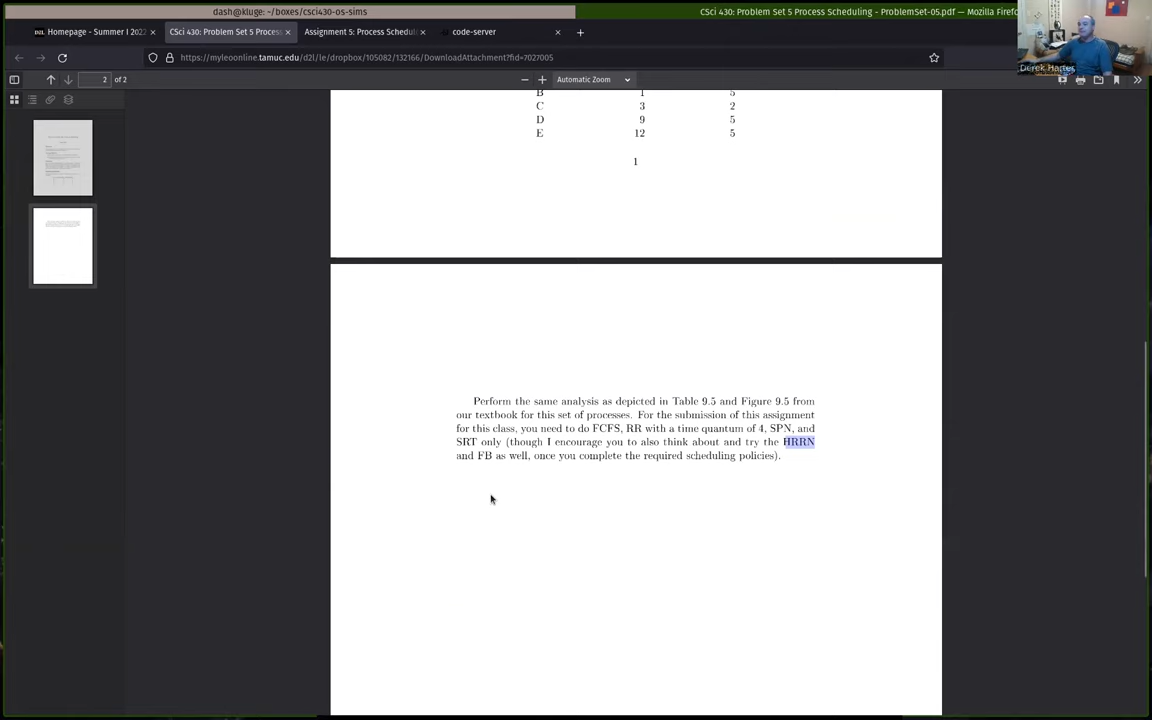 dash@kluge: ~/boxes/csci430-os-sims
CSci 430: Problem Set 5 Process Scheduling - ProblemSet-05.pdf — Mozilla Firefo
Homepage - Summer I 202
CSci 430: Problem Set 5 Proces
Assignment 5: Process Schedul
code-server
https://myleoonline.tamuc.edu/d2l/le/dropbox/105082/132166/DownloadAttachment?fid=7027005
Derek Harter
2 of 2
Automatic Zoom
B 1 5
C 3 2
D 9 5
E 12 5
1
Perform the same analysis as depicted in Table 9.5 and Figure 9.5 from
our textbook for this set of processes. For the submission of this assignment
for this class, you need to do FCFS, RR with a time quantum of 4, SPN, and
SRT only (though I encourage you to also think about and try the HRRN
and FB as well, once you complete the required scheduling policies).